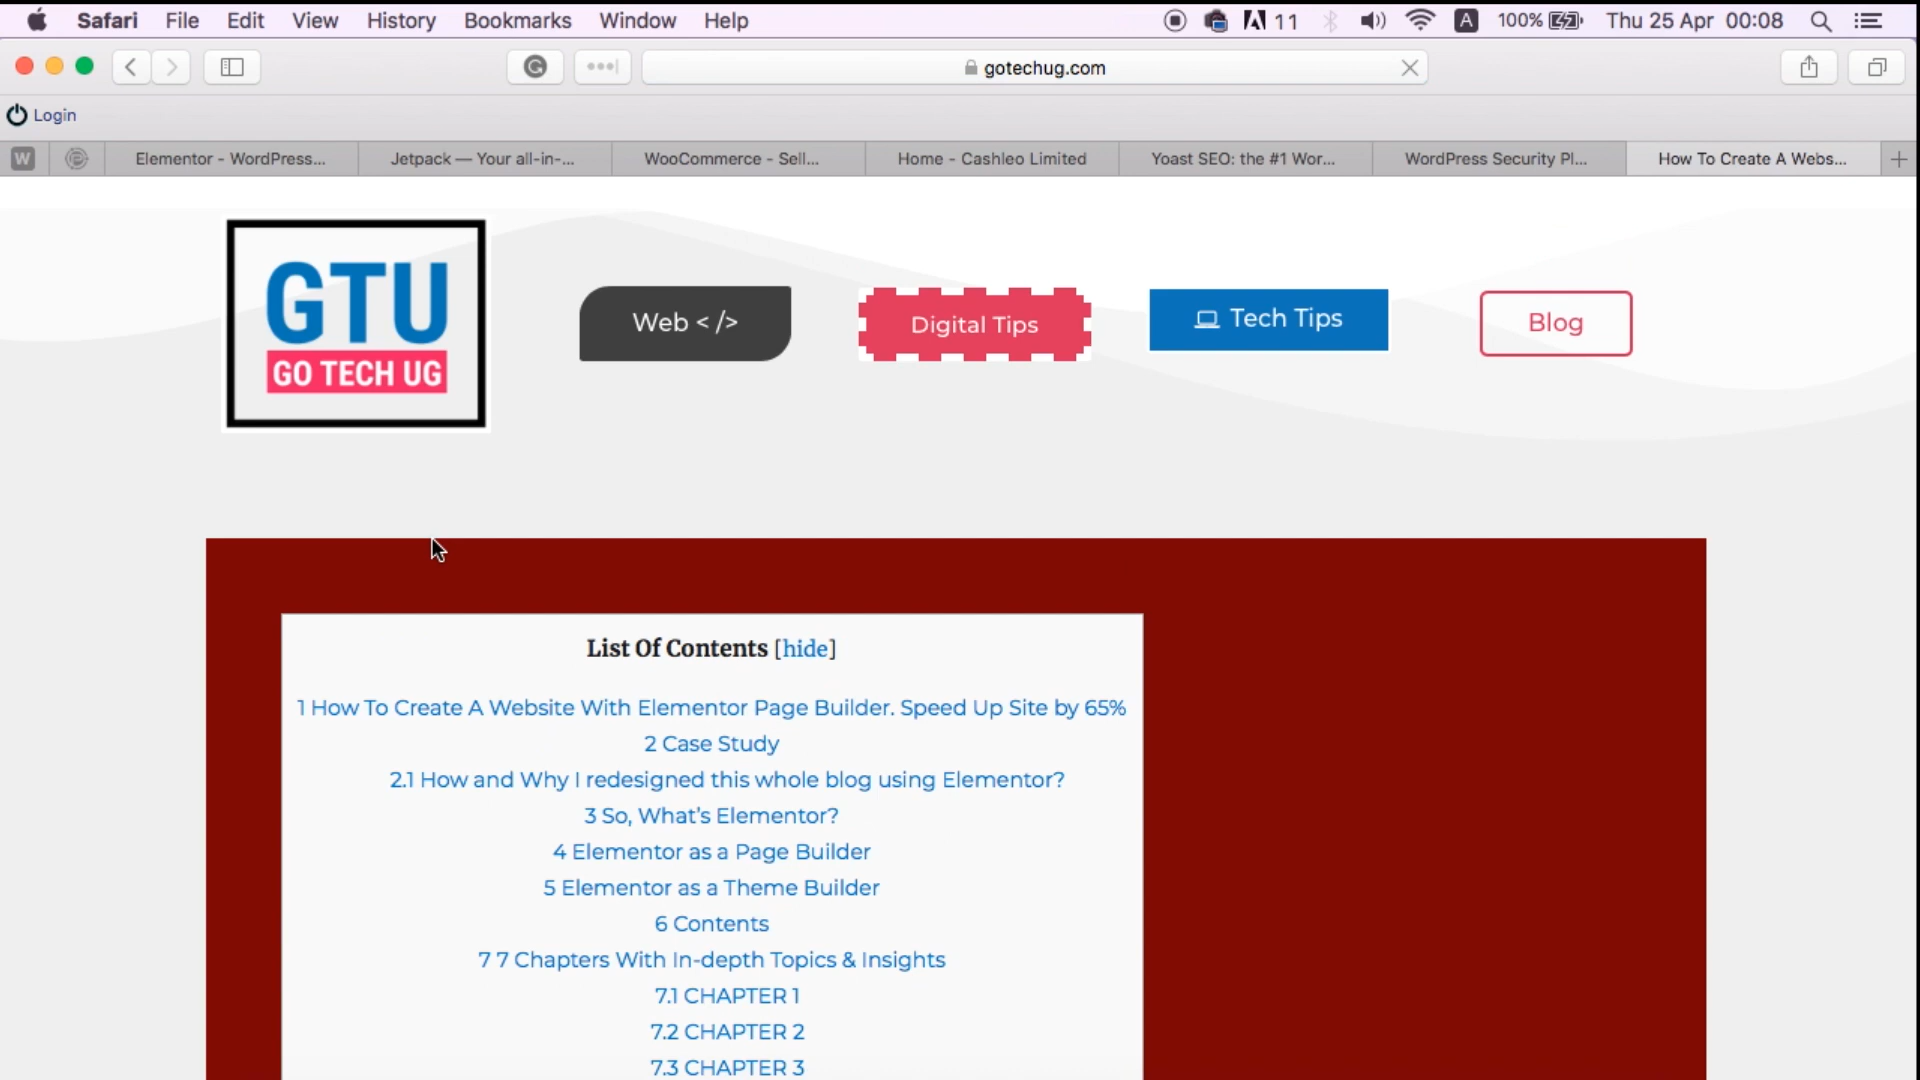 Safari File Edit View History Bookmarks Window Help 11 A 100% Thu 25 Apr 00:08
gotechug.com
Login
W Elementor - WordPress... Jetpack — Your all-in-... WooCommerce - Sell... Home - Cashleo Limited Yoast SEO: the #1 Wor... WordPress Security Pl... How To Create A Webs...
GTU
GO TECH UG
Web </>
Digital Tips
Tech Tips
Blog
List Of Contents [hide]
1 How To Create A Website With Elementor Page Builder. Speed Up Site by 65%
2 Case Study
2.1 How and Why I redesigned this whole blog using Elementor?
3 So, What’s Elementor?
4 Elementor as a Page Builder
5 Elementor as a Theme Builder
6 Contents
7 7 Chapters With In-depth Topics & Insights
7.1 CHAPTER 1
7.2 CHAPTER 2
7.3 CHAPTER 3